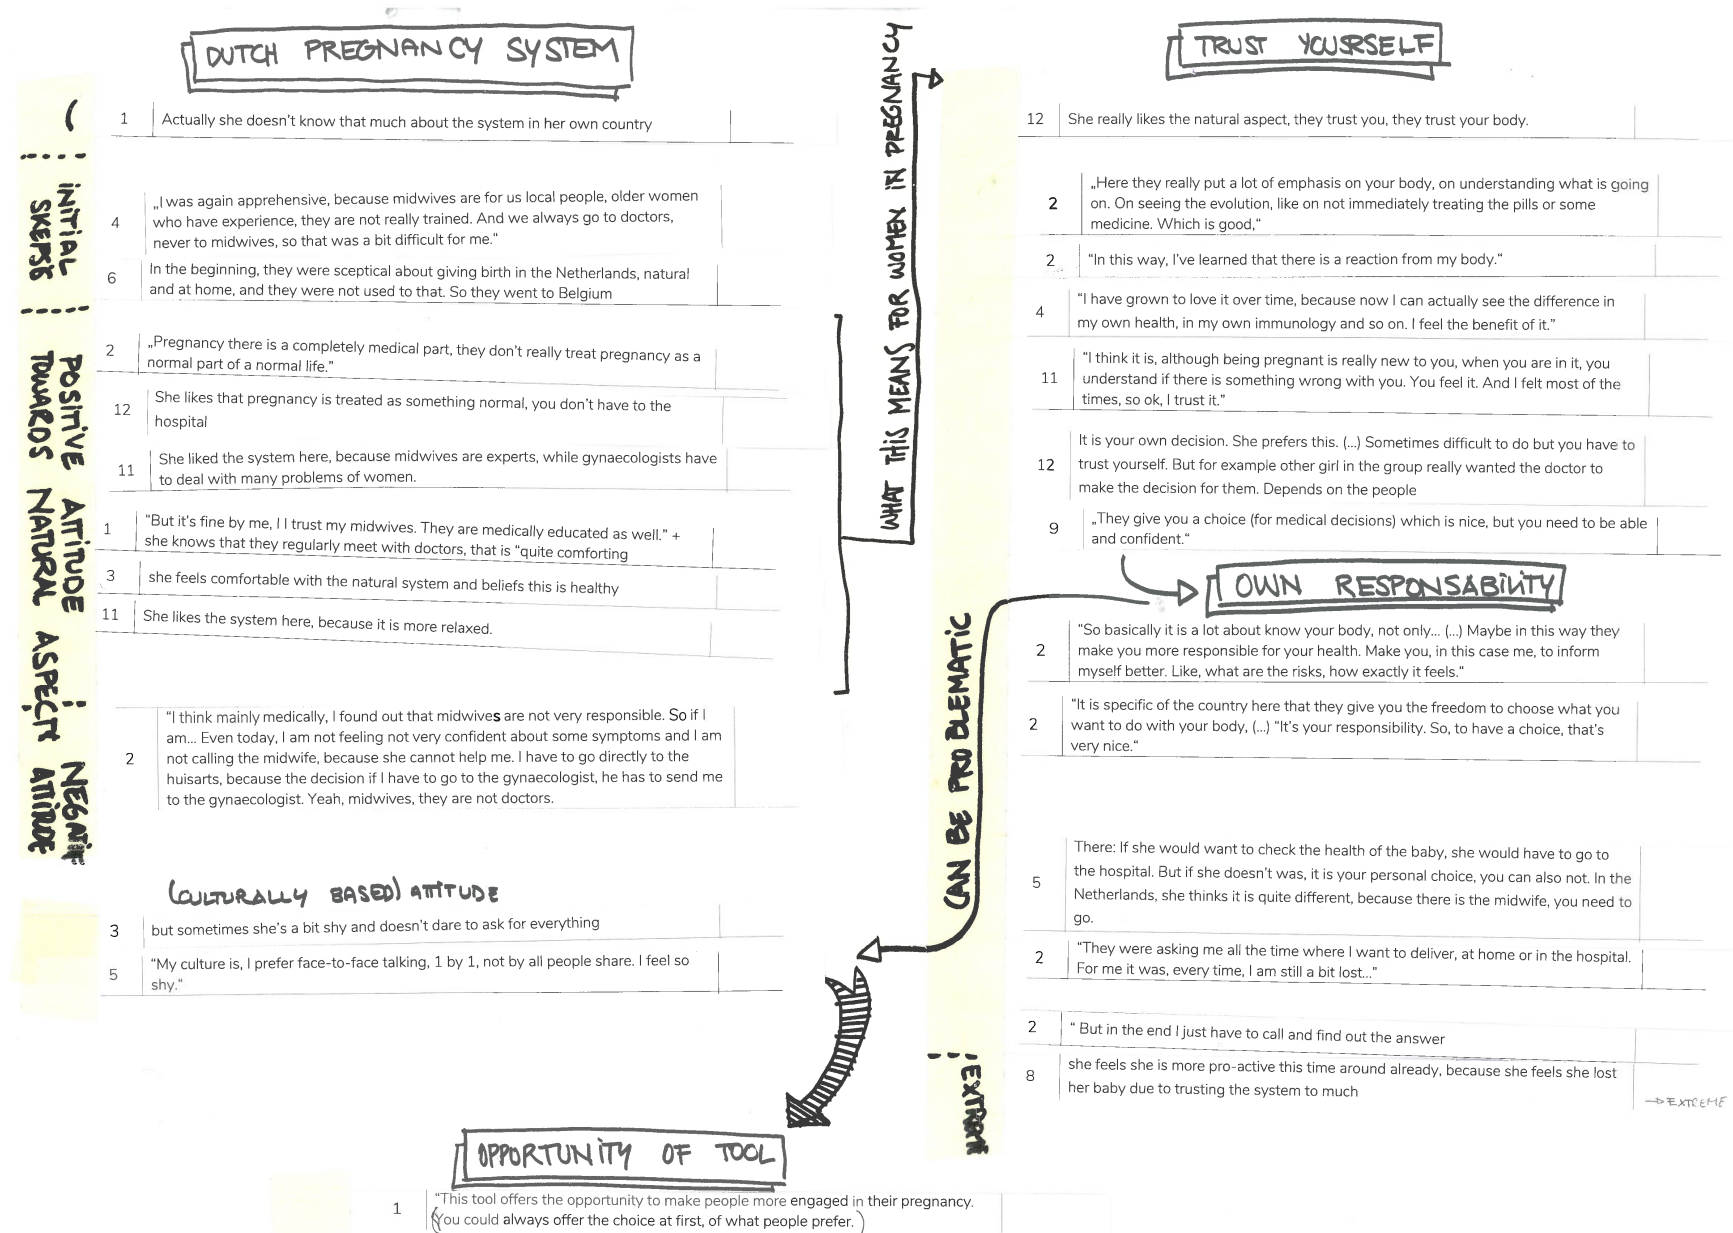 DUTCH PREGNANCY SYSTEM
1 Actually she doesn't know that much about the system in her own country
INITIAL
SKEPSIS
4 „I was again apprehensive, because midwives are for us local people, older women
who have experience, they are not really trained. And we always go to doctors,
never to midwives, so that was a bit difficult for me.“
6 In the beginning, they were sceptical about giving birth in the Netherlands, natural
and at home, and they were not used to that. So they went to Belgium
POSITIVE ATTITUDE
TOWARDS NATURAL ASPECT
2 „Pregnancy there is a completely medical part, they don't really treat pregnancy as a
normal part of a normal life.“
12 She likes that pregnancy is treated as something normal, you don't have to the
hospital
11 She liked the system here, because midwives are experts, while gynaecologists have
to deal with many problems of women.
1 “But it's fine by me, I I trust my midwives. They are medically educated as well.” +
she knows that they regularly meet with doctors, that is “quite comforting
3 she feels comfortable with the natural system and beliefs this is healthy
11 She likes the system here, because it is more relaxed.
NEGATIVE
ATTITUDE
2 “I think mainly medically, I found out that midwives are not very responsible. So if I
am... Even today, I am not feeling not very confident about some symptoms and I am
not calling the midwife, because she cannot help me. I have to go directly to the
huisarts, because the decision if I have to go to the gynaecologist, he has to send me
to the gynaecologist. Yeah, midwives, they are not doctors.
(CULTURALLY BASED) ATTITUDE
3 but sometimes she's a bit shy and doesn't dare to ask for everything
5 “My culture is, I prefer face-to-face talking, 1 by 1, not by all people share. I feel so
shy.“
WHAT THIS MEANS FOR WOMEN IN PREGNANCY
TRUST YOURSELF
12 She really likes the natural aspect, they trust you, they trust your body.
2 „Here they really put a lot of emphasis on your body, on understanding what is going
on. On seeing the evolution, like on not immediately treating the pills or some
medicine. Which is good,“
2 “In this way, I've learned that there is a reaction from my body.“
4 “I have grown to love it over time, because now I can actually see the difference in
my own health, in my own immunology and so on. I feel the benefit of it.”
11 “I think it is, although being pregnant is really new to you, when you are in it, you
understand if there is something wrong with you. You feel it. And I felt most of the
times, so ok, I trust it.”
12 It is your own decision. She prefers this. (...) Sometimes difficult to do but you have to
trust yourself. But for example other girl in the group really wanted the doctor to
make the decision for them. Depends on the people
9 „They give you a choice (for medical decisions) which is nice, but you need to be able
and confident.“
OWN RESPONSABILITY
CAN BE PROBLEMATIC
2 “So basically it is a lot about know your body, not only... (...) Maybe in this way they
make you more responsible for your health. Make you, in this case me, to inform
myself better. Like, what are the risks, how exactly it feels.“
2 “It is specific of the country here that they give you the freedom to choose what you
want to do with your body, (...) “It's your responsibility. So, to have a choice, that's
very nice.“
5 There: If she would want to check the health of the baby, she would have to go to
the hospital. But if she doesn't was, it is your personal choice, you can also not. In the
Netherlands, she thinks it is quite different, because there is the midwife, you need to
go.
2 “They were asking me all the time where I want to deliver, at home or in the hospital.
For me it was, every time, I am still a bit lost...”
2 “ But in the end I just have to call and find out the answer
8 she feels she is more pro-active this time around already, because she feels she lost
her baby due to trusting the system to much
→ EXTREME
OPPORTUNITY OF TOOL
1 “This tool offers the opportunity to make people more engaged in their pregnancy.
(You could always offer the choice at first, of what people prefer.)